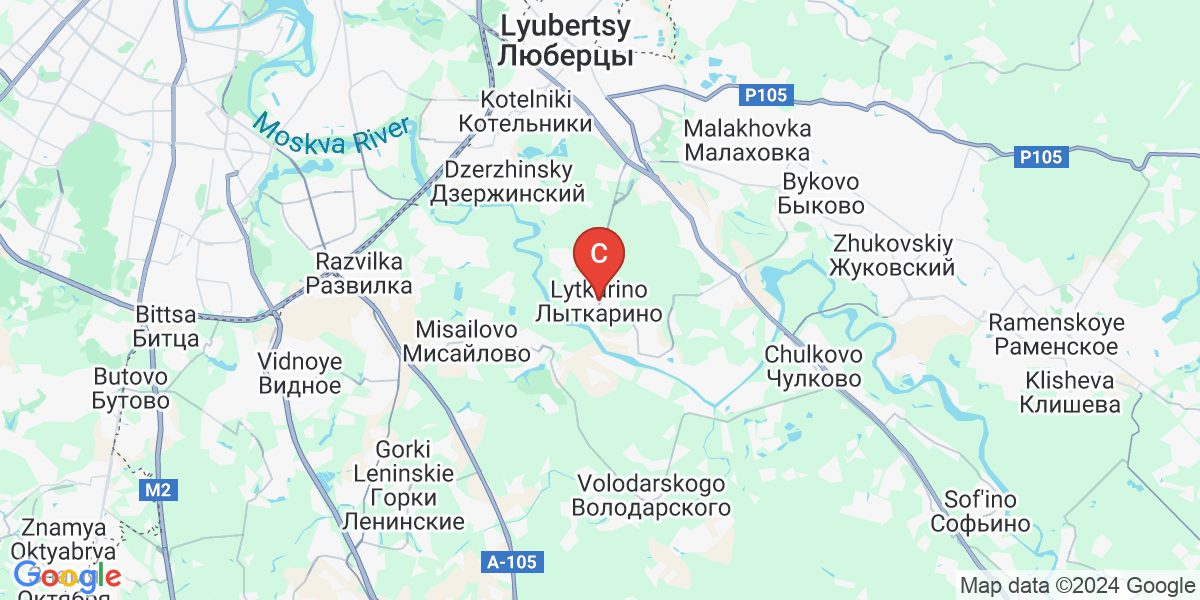 Lyubertsy
Люберцы
Kotelniki
Котельники
P105
Malakhovka
Малаховка
P105
Moskva River
Dzerzhinsky
Дзержинский
Bykovo
Быково
Zhukovskiy
Жуковский
C
Razvilka
Развилка
Lytkarino
Лыткарино
Bittsa
Битца
Misailovo
Мисайлово
Ramenskoye
Раменское
Vidnoye
Видное
Chulkovo
Чулково
Butovo
Бутово
Klisheva
Клишева
Gorki
Leninskie
Горки
Ленинские
M2
Volodarskogo
Володарского
Sof'ino
Софьино
Znamya
Oktyabrya
Знамя
Октября
A-105
Google
Map data ©2024 Google